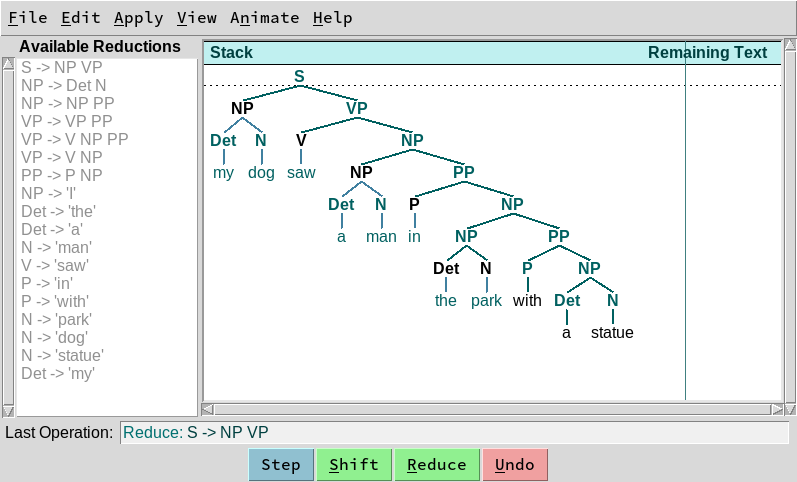 File Edit Apply View Animate Help
Available Reductions
S -> NP VP
NP -> Det N
NP -> NP PP
VP -> VP PP
VP -> V NP PP
VP -> V NP
PP -> P NP
NP -> 'I'
Det -> 'the'
Det -> 'a'
N -> 'man'
V -> 'saw'
P -> 'in'
P -> 'with'
N -> 'park'
N -> 'dog'
N -> 'statue'
Det -> 'my'
Stack Remaining Text
S
NP VP
Det N V NP
my dog saw NP PP
Det N P NP
a man in NP PP
Det N P NP
the park with Det N
a statue
Last Operation: Reduce: S -> NP VP
Step Shift Reduce Undo